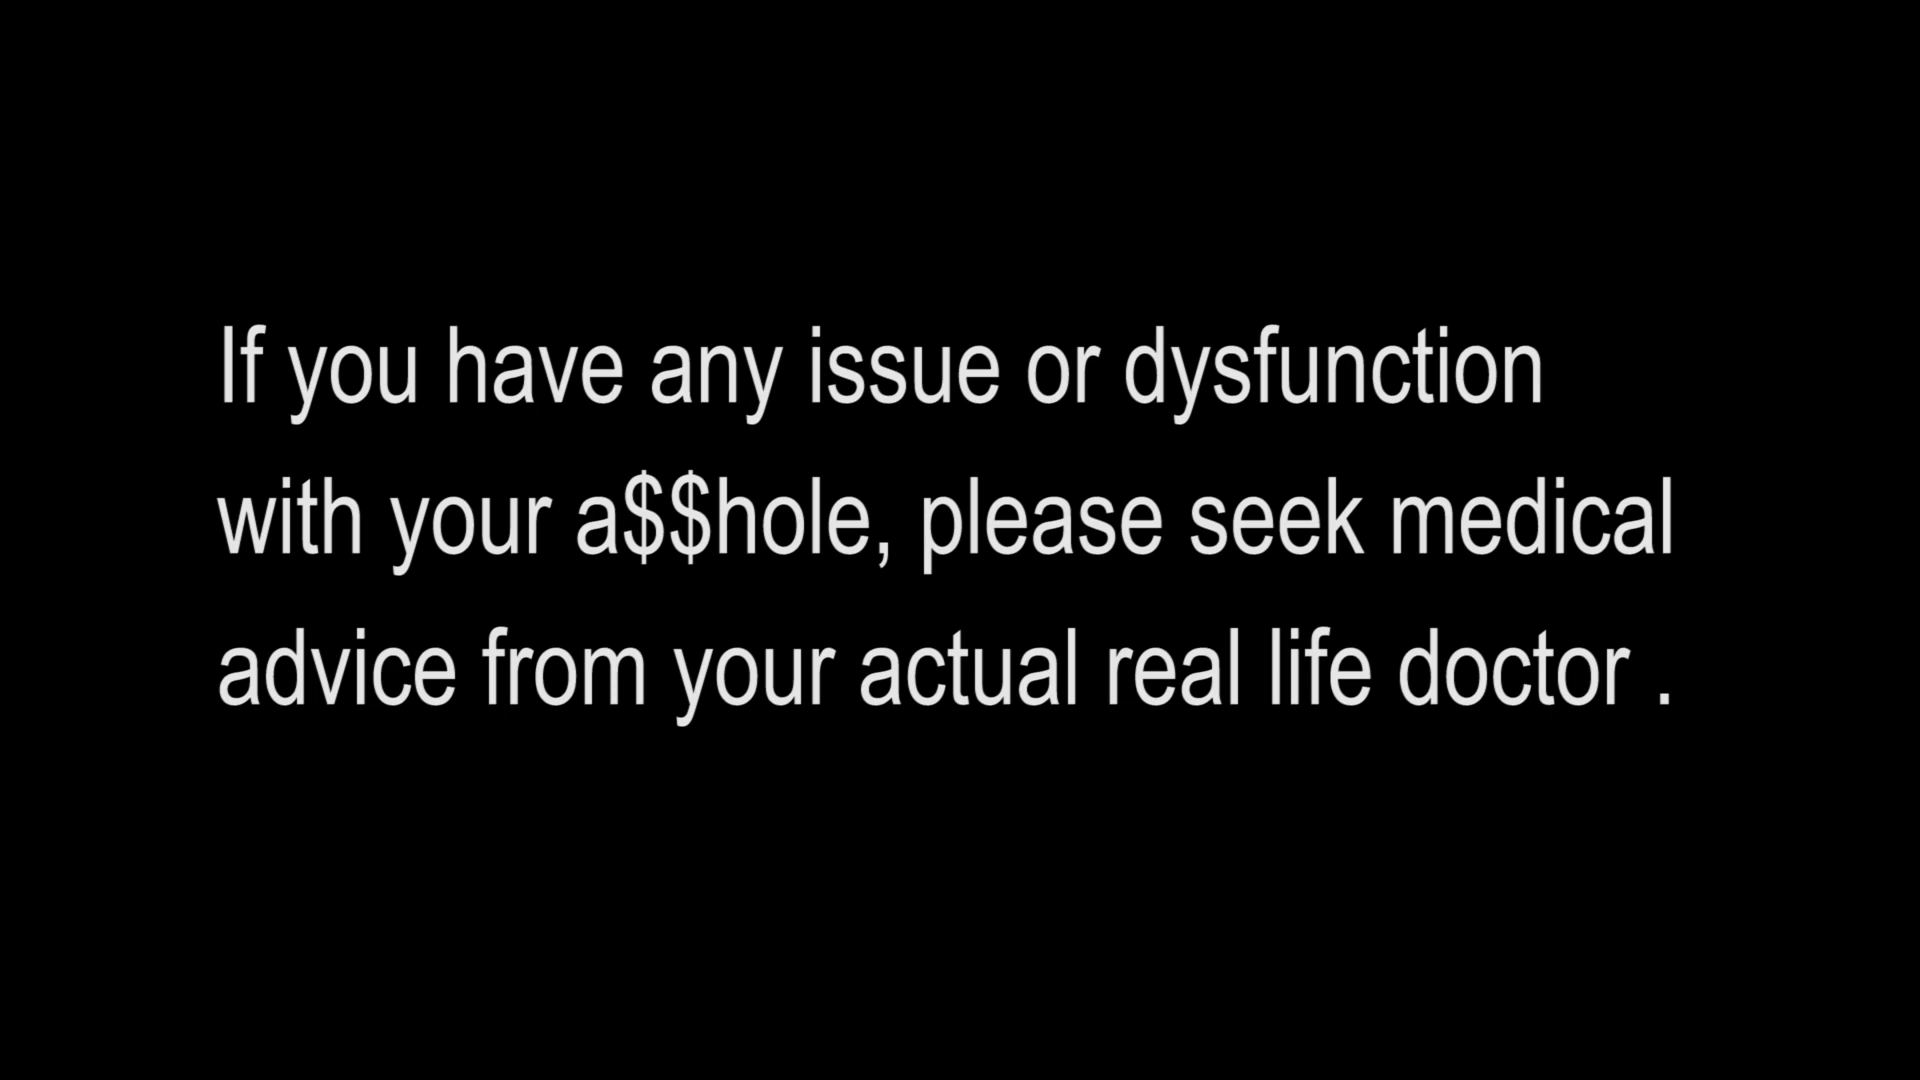 If you have any issue or dysfunction
with your a$$hole, please seek medical
advice from your actual real life doctor .